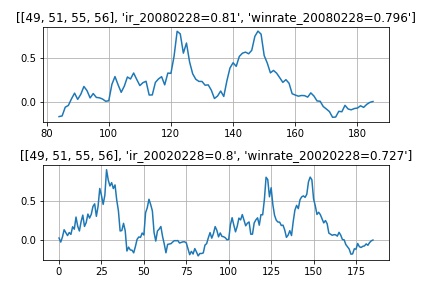 [[49, 51, 55, 56], 'ir_20080228=0.81', 'winrate_20080228=0.796']
0.5
0.0
80 100 120 140 160 180
[[49, 51, 55, 56], 'ir_20020228=0.8', 'winrate_20020228=0.727']
0.5
0.0
0 25 50 75 100 125 150 175